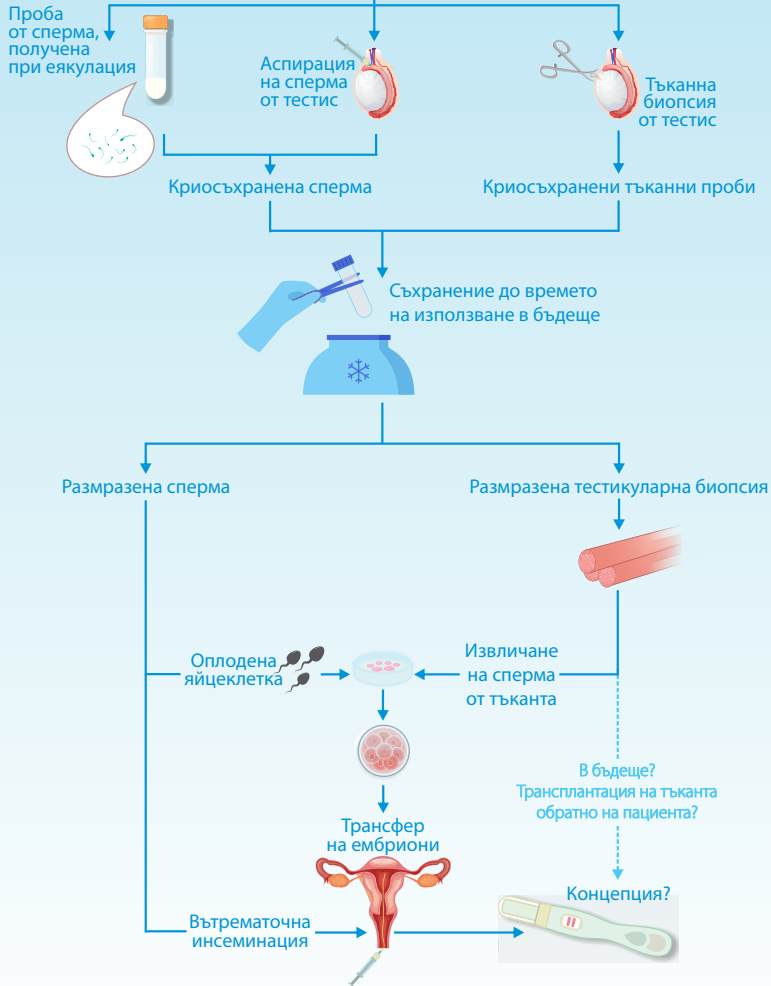 Проба
от сперма,
получена
при еякулация
Аспирация
на сперма
от тестис
Тъканна
биопсия
от тестис
Криосъхранена сперма
Криосъхранени тъканни проби
Съхранение до времето
на използване в бъдеще
Размразена сперма
Размразена тестикуларна биопсия
Оплодена
яйцеклетка
Извличане
на сперма
от тъканта
В бъдеще?
Трансплантация на тъканта
обратно на пациента?
Трансфер
на ембриони
Концепция?
Вътрематочна
инсеминация